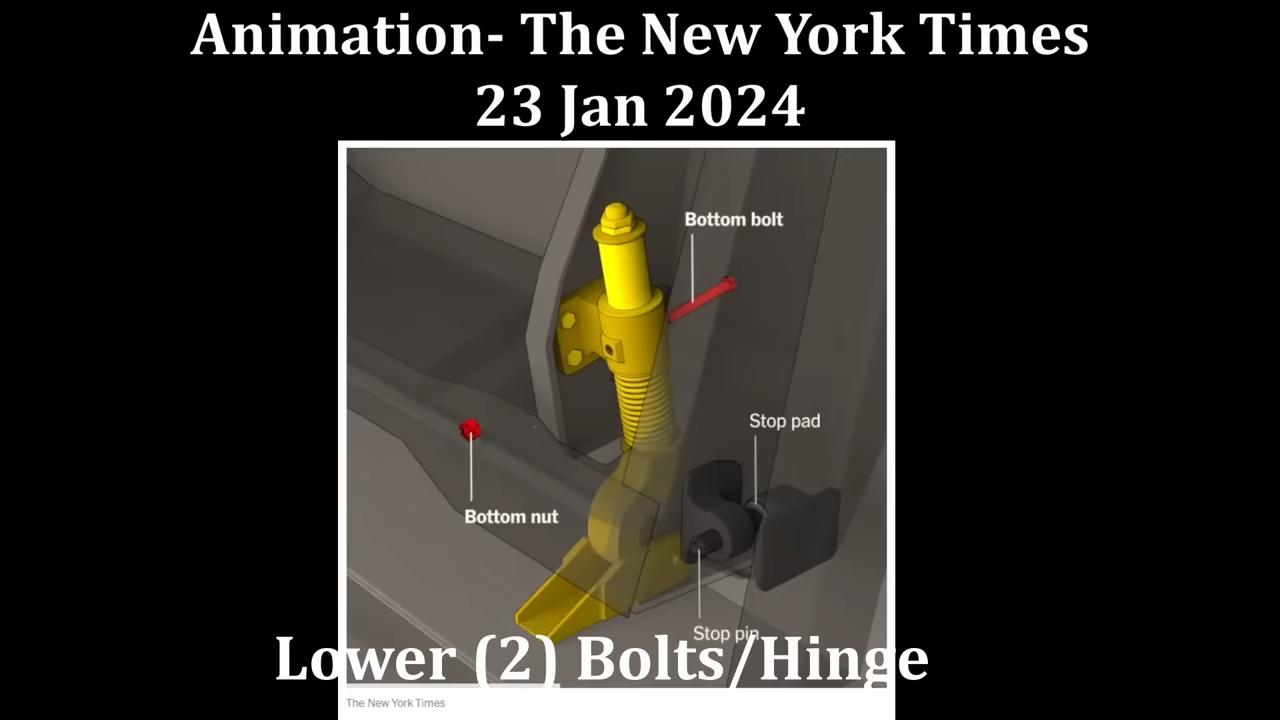 Animation- The New York Times
23 Jan 2024
Bottom bolt
Stop pad
Bottom nut
Stop pin
Lower (2) Bolts/Hinge
The New York Times